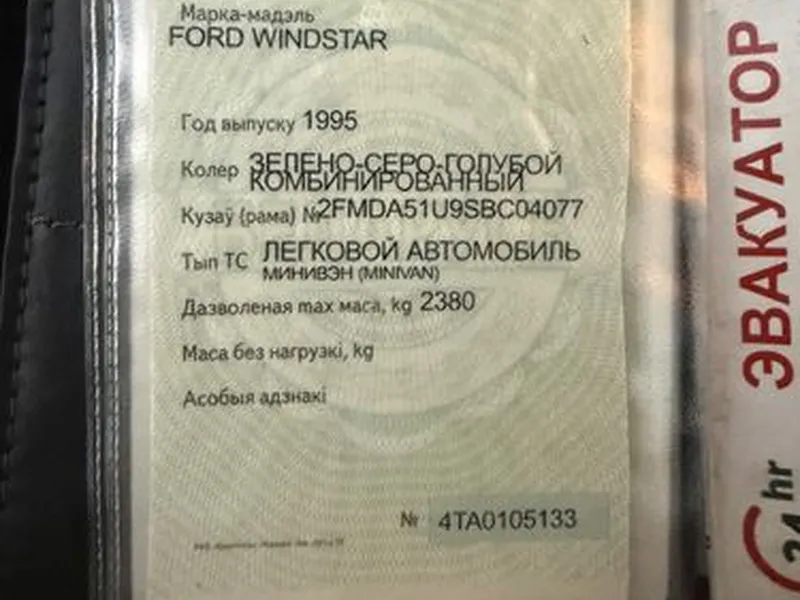 Марка-мадэль
FORD WINDSTAR
Год выпуску 1995
Колер ЗЕЛЕНО-СЕРО-ГОЛУБОЙ
КОМБИНИРОВАННЫЙ
Кузаў (рама) № 2FMDA51U9SBC04077
Тып ТС ЛЕГКОВОЙ АВТОМОБИЛЬ
МИНИВЭН (MINIVAN)
Дазволеная max маса, kg 2380
Маса без нагрузкі, kg
Асобыя адзнакі
№ 4TA0105133
ЭВАКУАТОР
24 hr